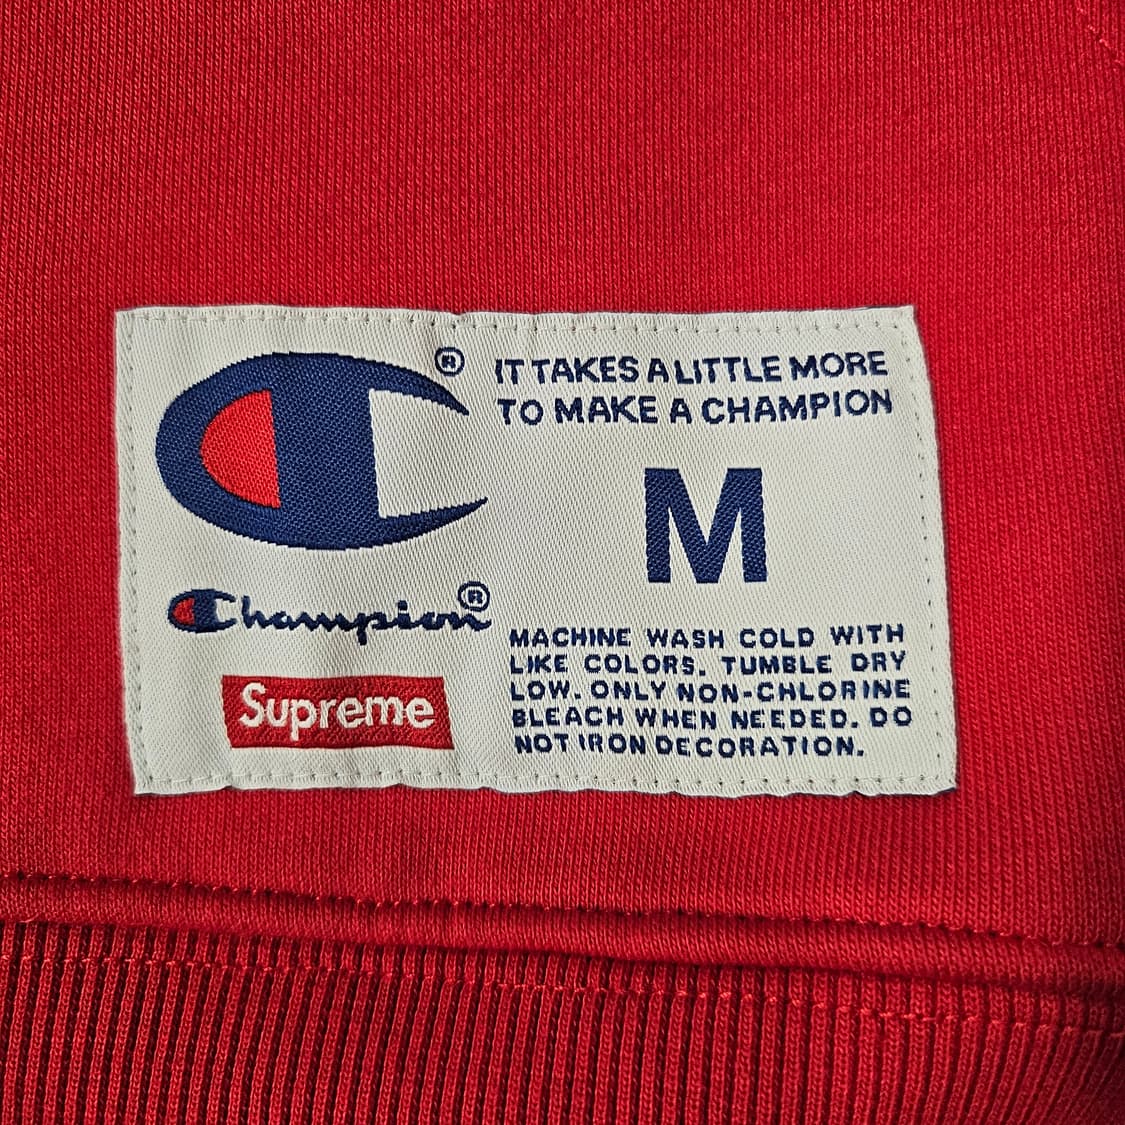 ®
IT TAKES A LITTLE MORE
TO MAKE A CHAMPION
M
Champion®
Supreme
MACHINE WASH COLD WITH
LIKE COLORS. TUMBLE DRY
LOW. ONLY NON-CHLORINE
BLEACH WHEN NEEDED. DO
NOT IRON DECORATION.